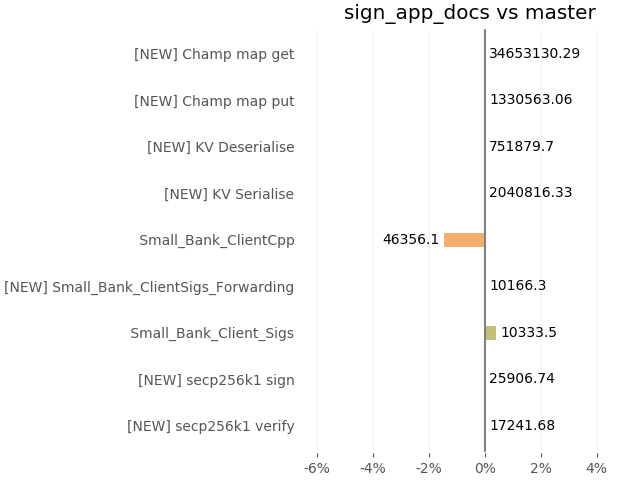 sign_app_docs vs master
[NEW] Champ map get 34653130.29
[NEW] Champ map put 1330563.06
[NEW] KV Deserialise 751879.7
[NEW] KV Serialise 2040816.33
Small_Bank_ClientCpp 46356.1
[NEW] Small_Bank_ClientSigs_Forwarding 10166.3
Small_Bank_Client_Sigs 10333.5
[NEW] secp256k1 sign 25906.74
[NEW] secp256k1 verify 17241.68
-6% -4% -2% 0% 2% 4%